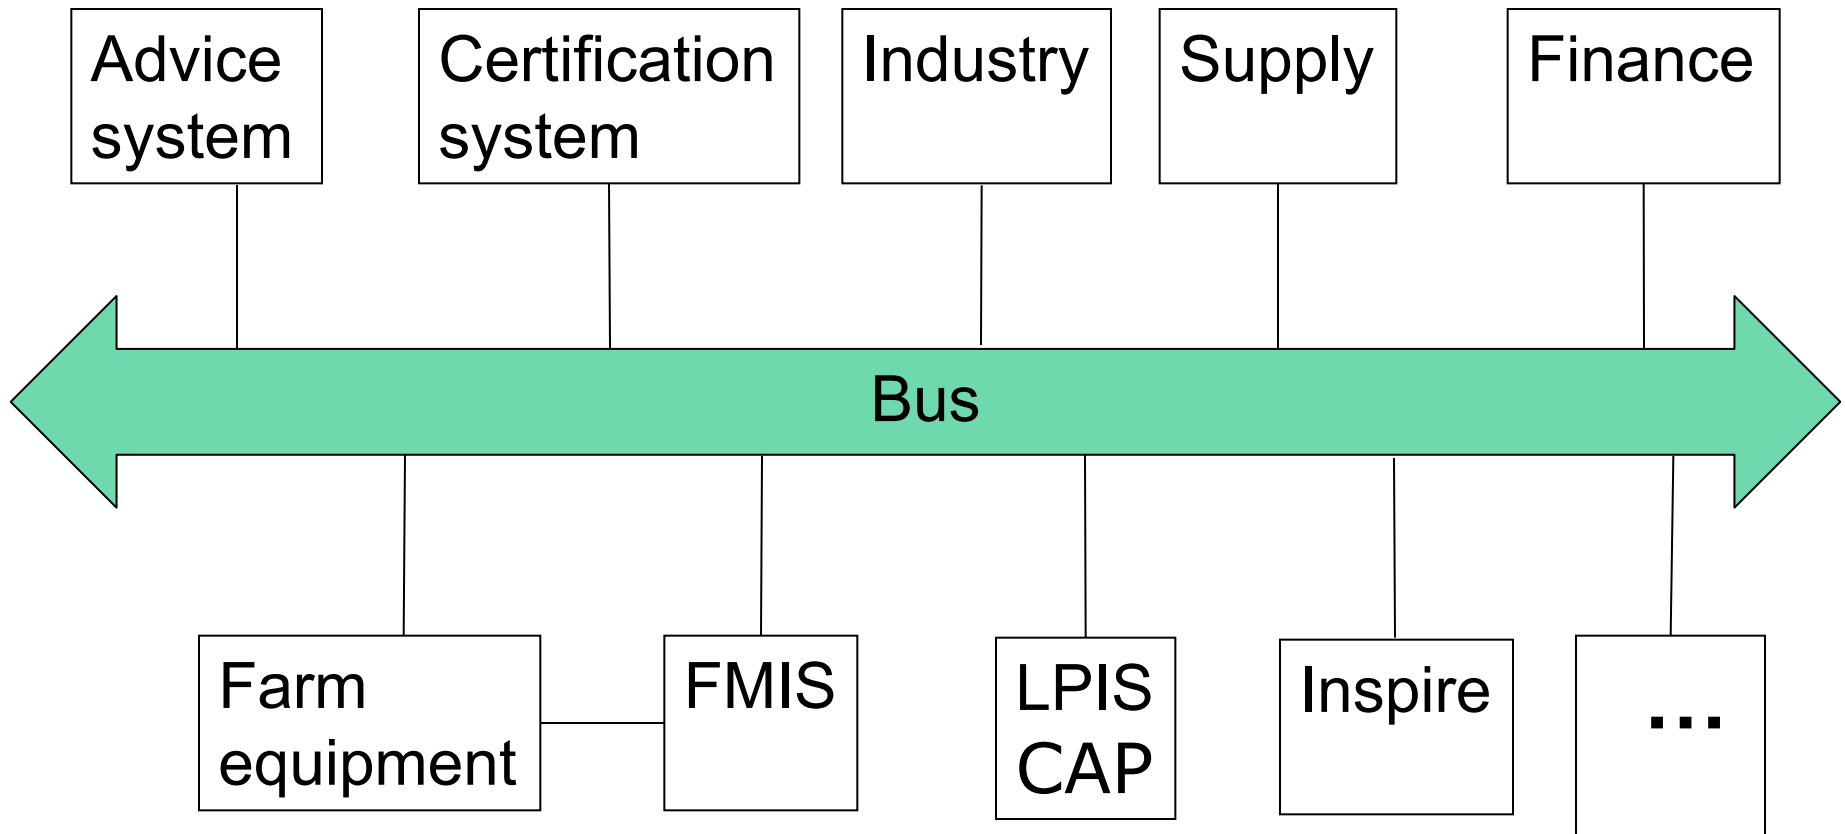 Advice
system
Certification
system
Industry
Supply
Finance
Bus
Farm
equipment
FMIS
LPIS
CAP
Inspire
...